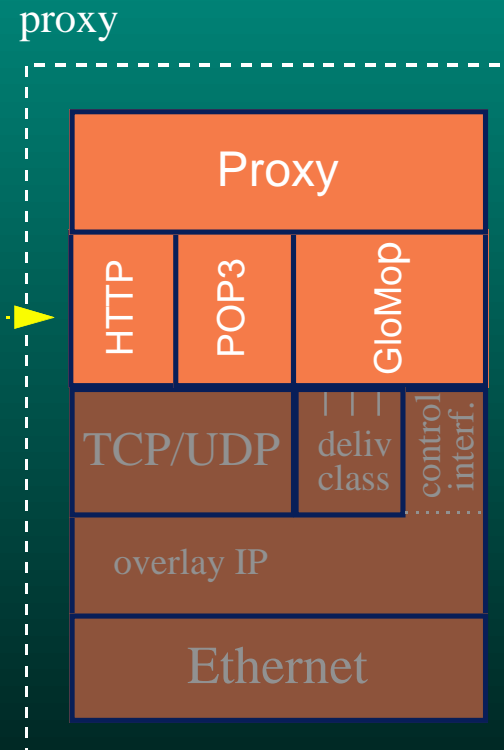 proxy
Proxy
HTTP
POP3
GloMop
TCP/UDP
deliv
class
control
interf.
overlay IP
Ethernet